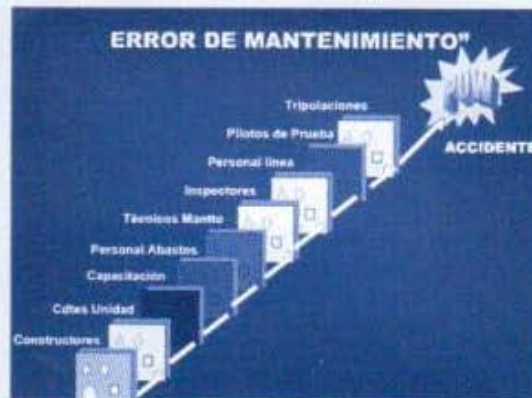 ERROR DE MANTENIMIENTO"
POW
Tripulaciones
Pilotos de Prueba
ACCIDENTE
Personal línea
Inspectores
Técnicos Mantto
Personal Abastos
Capacitación
Cdtes Unidad
Constructores